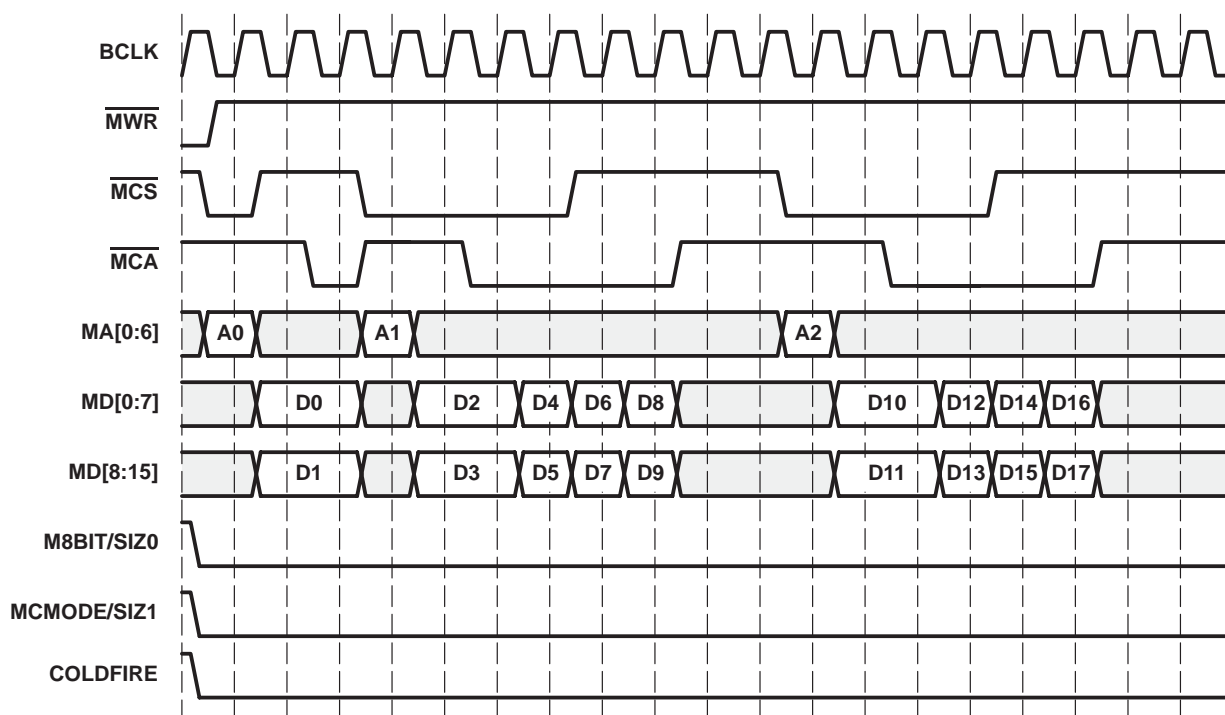 BCLK
MWR
MCS
MCA
MA[0:6] A0 A1 A2
MD[0:7] D0 D2 D4 D6 D8 D10 D12 D14 D16
MD[8:15] D1 D3 D5 D7 D9 D11 D13 D15 D17
M8BIT/SIZ0
MCMODE/SIZ1
COLDFIRE